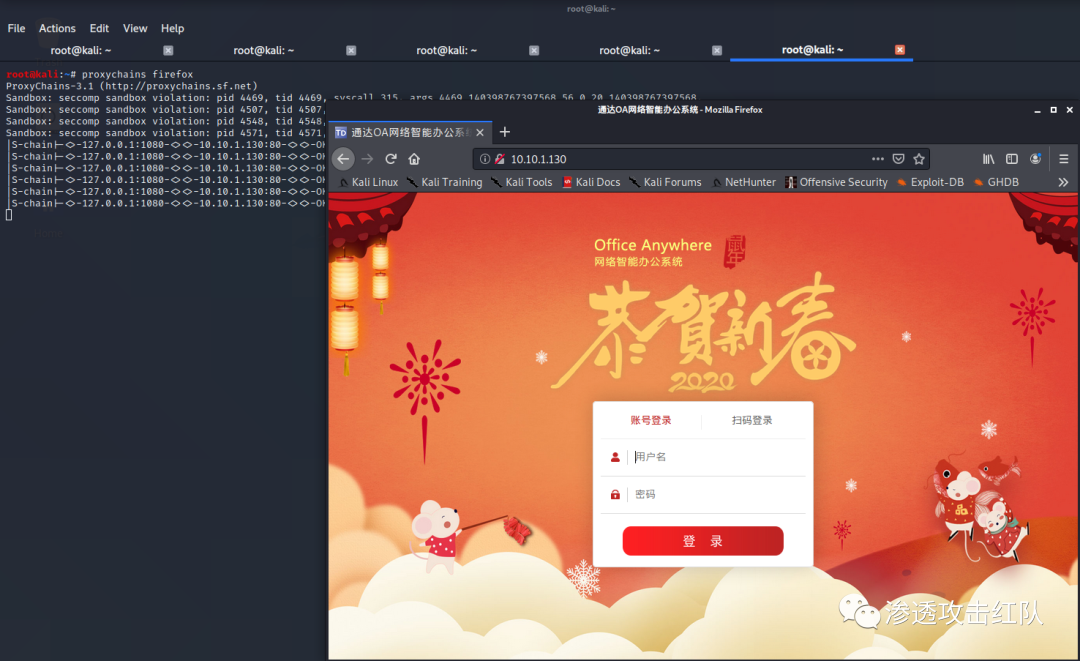 root@kali: ~
File Actions Edit View Help
root@kali: ~ root@kali: ~ root@kali: ~ root@kali: ~ root@kali: ~
root@kali:~# proxychains firefox
ProxyChains-3.1 (http://proxychains.sf.net)
Sandbox: seccomp sandbox violation: pid 4469, tid 4469, syscall 315, args 4469 140398767397568 56 0 20 140398767397568.
Sandbox: seccomp sandbox violation: pid 4507, tid 4507,
Sandbox: seccomp sandbox violation: pid 4548, tid 4548,
Sandbox: seccomp sandbox violation: pid 4571, tid 4571,
|S-chain|-<>-127.0.0.1:1080-<><>-10.10.1.130:80-<><>-OK
|S-chain|-<>-127.0.0.1:1080-<><>-10.10.1.130:80-<><>-OK
|S-chain|-<>-127.0.0.1:1080-<><>-10.10.1.130:80-<><>-OK
|S-chain|-<>-127.0.0.1:1080-<><>-10.10.1.130:80-<><>-OK
|S-chain|-<>-127.0.0.1:1080-<><>-10.10.1.130:80-<><>-OK
|S-chain|-<>-127.0.0.1:1080-<><>-10.10.1.130:80-<><>-OK
通达OA网络智能办公系统 - Mozilla Firefox
TD 通达OA网络智能办公系统
10.10.1.130
Kali Linux Kali Training Kali Tools Kali Docs Kali Forums NetHunter Offensive Security Exploit-DB GHDB
Office Anywhere
网络智能办公系统
鼠年
恭贺新春
2020
账号登录 扫码登录
用户名
密码
登 录
渗透攻击红队